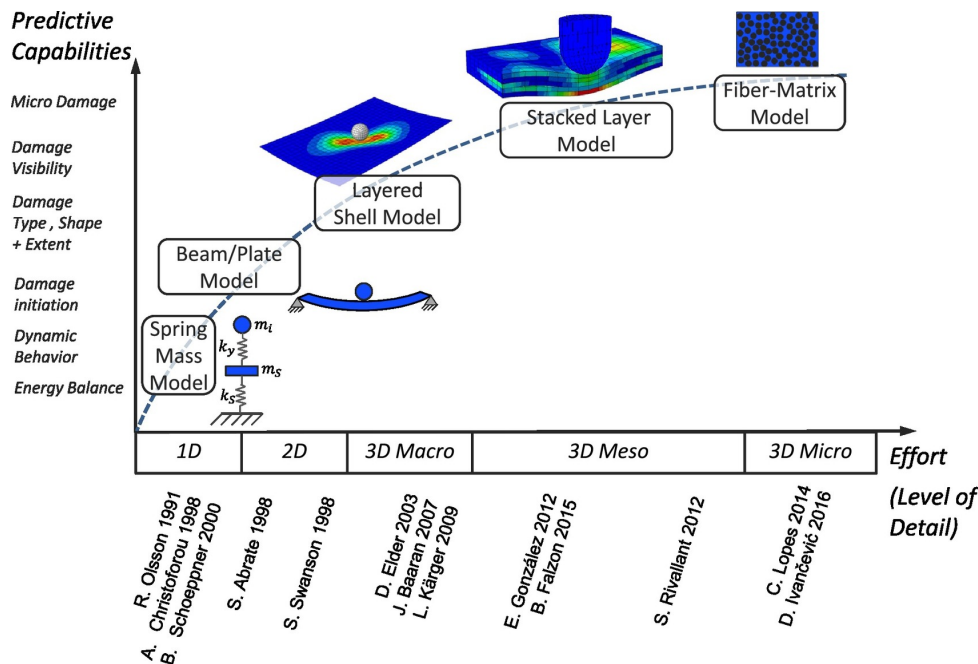 Predictive
Capabilities
Micro Damage
Damage
Visibility
Damage
Type , Shape
+ Extent
Damage
initiation
Dynamic
Behavior
Energy Balance
Fiber-Matrix
Model
Stacked Layer
Model
Layered
Shell Model
Beam/Plate
Model
Spring
Mass
Model
m_i
k_y
m_S
k_S
1D
2D
3D Macro
3D Meso
3D Micro
Effort
(Level of
Detail)
R. Olsson 1991
A. Christoforou 1998
B. Schoeppner 2000
S. Abrate 1998
S. Swanson 1998
D. Elder 2003
J. Baaran 2007
L. Kärger 2009
E. González 2012
B. Falzon 2015
S. Rivallant 2012
C. Lopes 2014
D. Ivančević 2016